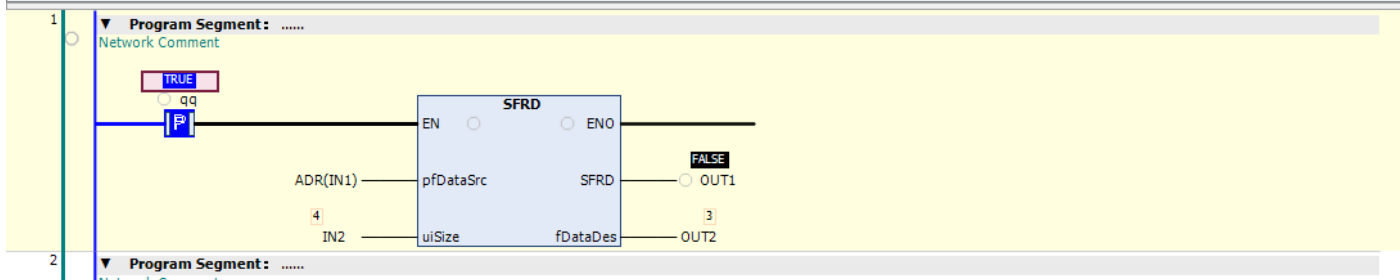 1
▼ Program Segment: ......
Network Comment
TRUE
qq
P
SFRD
EN ENO
FALSE
ADR(IN1) pfDataSrc SFRD OUT1
4 3
IN2 uiSize fDataDes OUT2
2
▼ Program Segment: ......